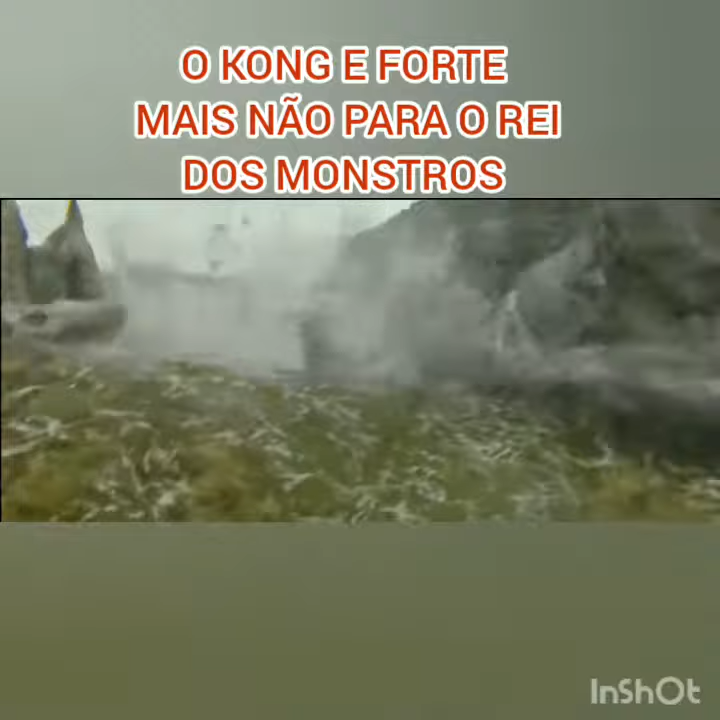 O KONG E FORTE
MAIS NÃO PARA O REI
DOS MONSTROS
InShOt